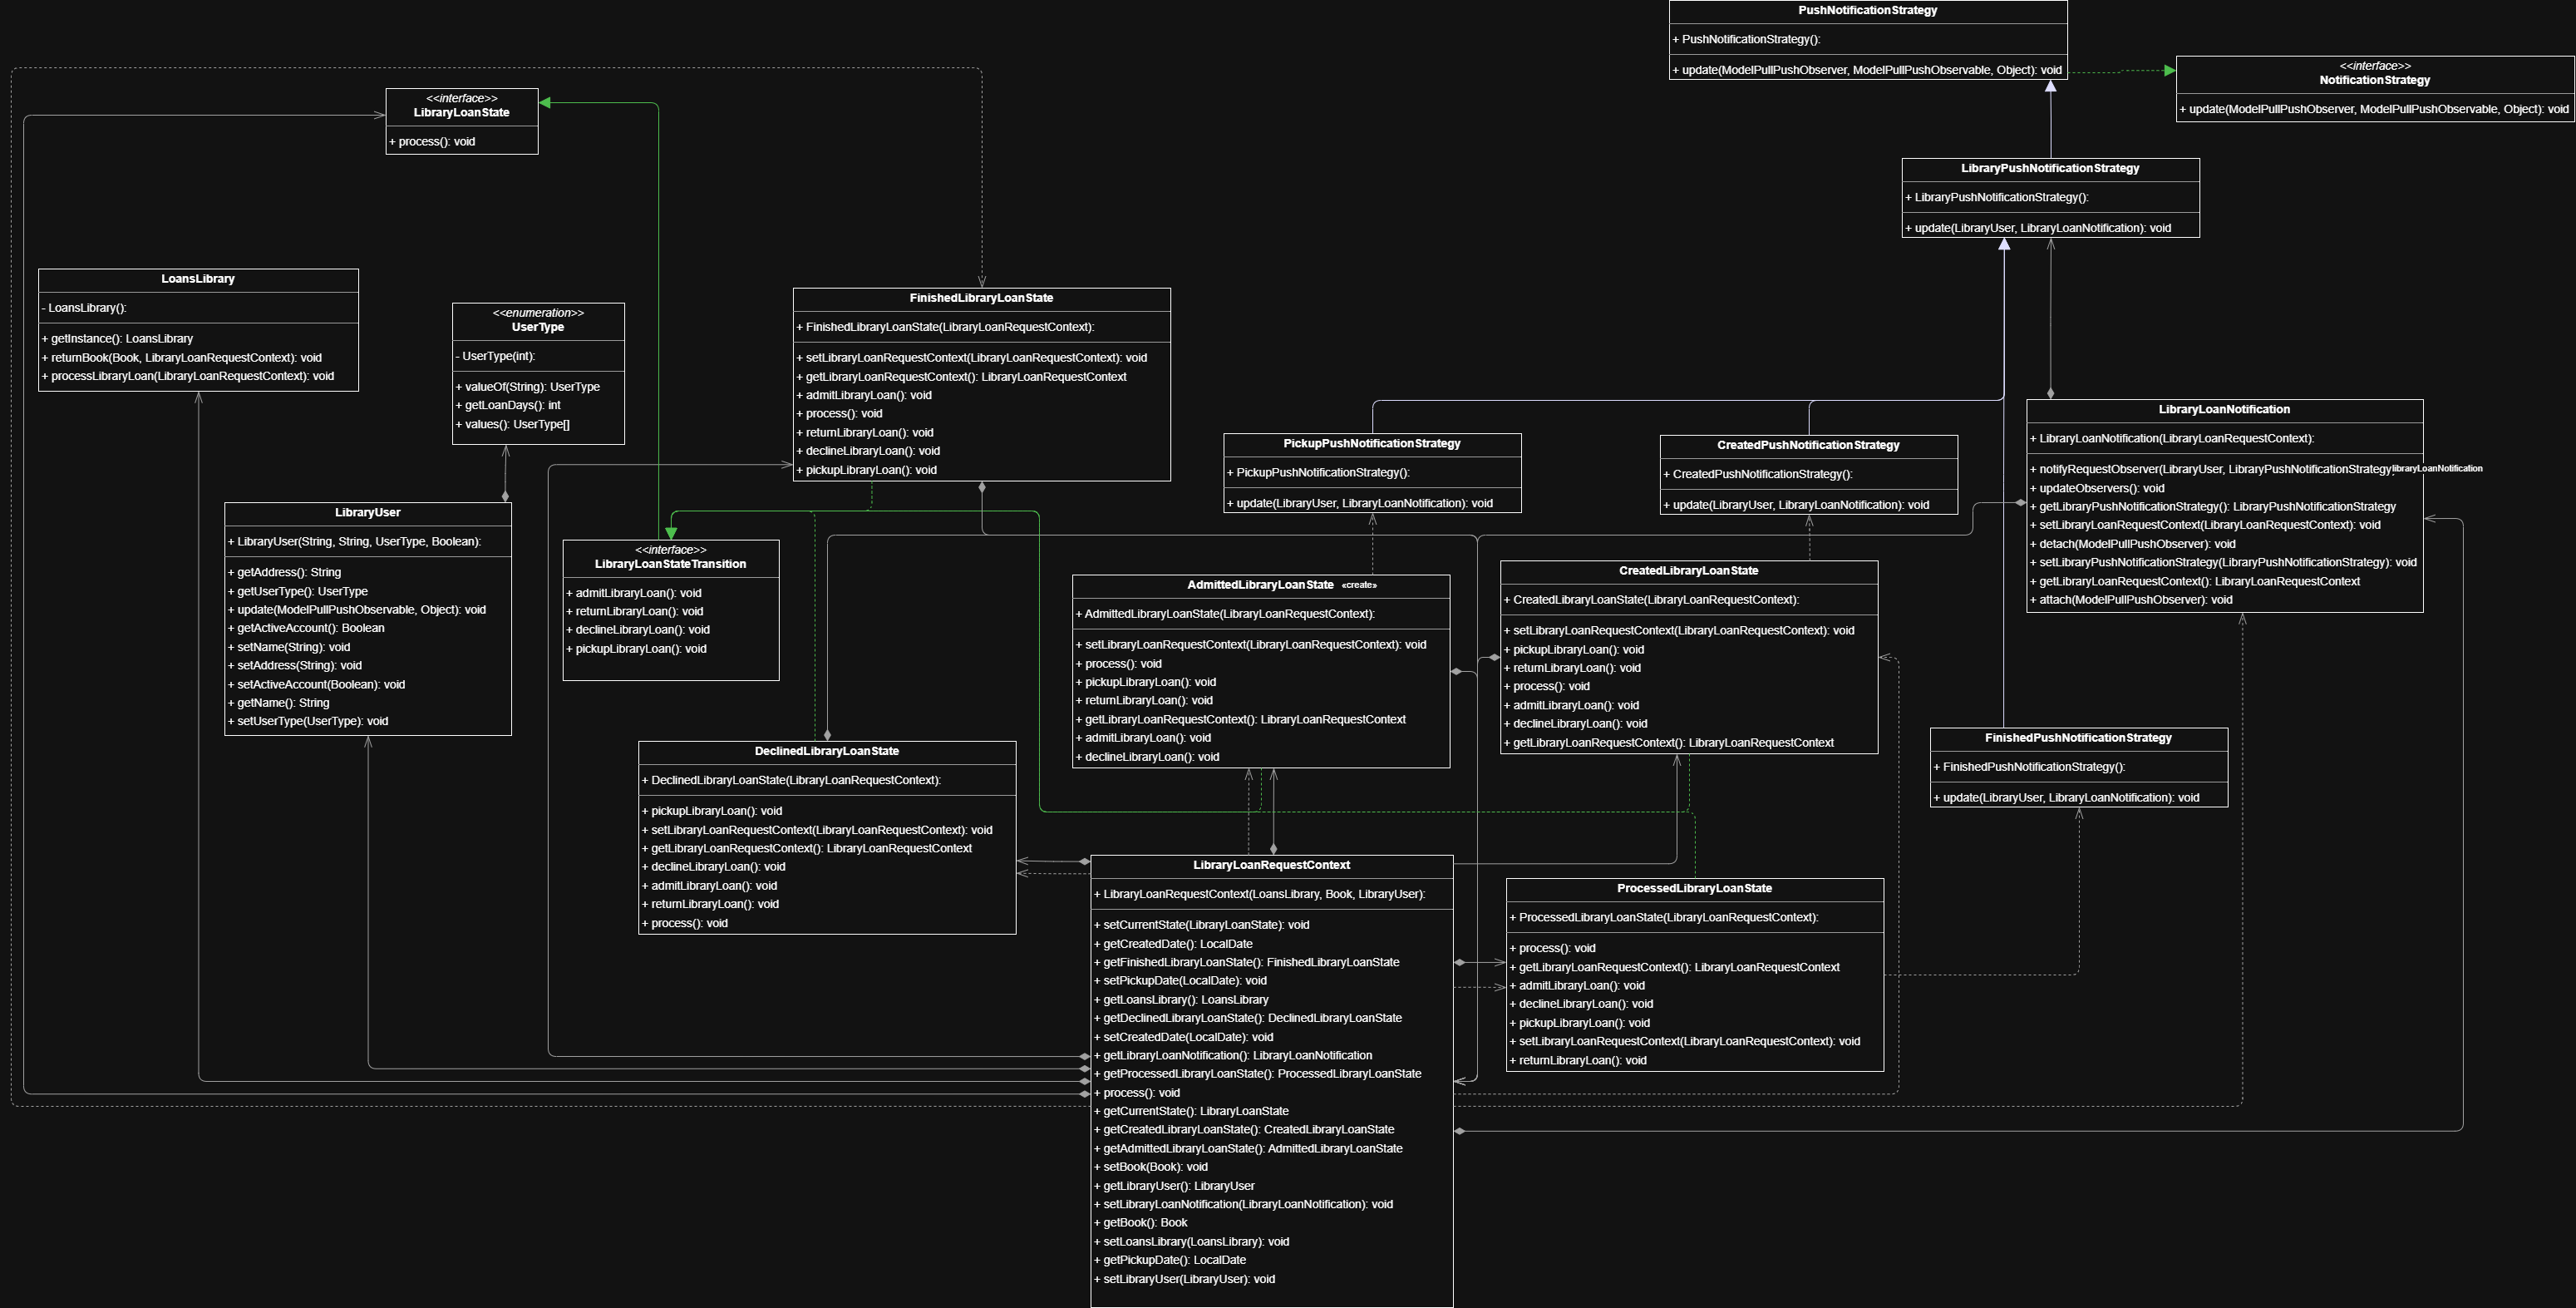 PushNotificationStrategy
+ PushNotificationStrategy():
+ update(ModelPullPushObserver, ModelPullPushObservable, Object): void
<<interface>>
NotificationStrategy
+ update(ModelPullPushObserver, ModelPullPushObservable, Object): void
<<interface>>
LibraryLoanState
+ process(): void
LibraryPushNotificationStrategy
+ LibraryPushNotificationStrategy():
+ update(LibraryUser, LibraryLoanNotification): void
LoansLibrary
- LoansLibrary():
+ getInstance(): LoansLibrary
+ returnBook(Book, LibraryLoanRequestContext): void
+ processLibraryLoan(LibraryLoanRequestContext): void
<<enumeration>>
UserType
- UserType(int):
+ valueOf(String): UserType
+ getLoanDays(): int
+ values(): UserType[]
FinishedLibraryLoanState
+ FinishedLibraryLoanState(LibraryLoanRequestContext):
+ setLibraryLoanRequestContext(LibraryLoanRequestContext): void
+ getLibraryLoanRequestContext(): LibraryLoanRequestContext
+ admitLibraryLoan(): void
+ process(): void
+ returnLibraryLoan(): void
+ declineLibraryLoan(): void
+ pickupLibraryLoan(): void
PickupPushNotificationStrategy
+ PickupPushNotificationStrategy():
+ update(LibraryUser, LibraryLoanNotification): void
CreatedPushNotificationStrategy
+ CreatedPushNotificationStrategy():
+ update(LibraryUser, LibraryLoanNotification): void
LibraryLoanNotification
+ LibraryLoanNotification(LibraryLoanRequestContext):
+ notifyRequestObserver(LibraryUser, LibraryPushNotificationStrategy, libraryLoanNotification
+ updateObservers(): void
+ getLibraryPushNotificationStrategy(): LibraryPushNotificationStrategy
+ setLibraryLoanRequestContext(LibraryLoanRequestContext): void
+ detach(ModelPullPushObserver): void
+ setLibraryPushNotificationStrategy(LibraryPushNotificationStrategy): void
+ getLibraryLoanRequestContext(): LibraryLoanRequestContext
+ attach(ModelPullPushObserver): void
LibraryUser
+ LibraryUser(String, String, UserType, Boolean):
+ getAddress(): String
+ getUserType(): UserType
+ update(ModelPullPushObservable, Object): void
+ getActiveAccount(): Boolean
+ setName(String): void
+ setAddress(String): void
+ setActiveAccount(Boolean): void
+ getName(): String
+ setUserType(UserType): void
<<interface>>
LibraryLoanStateTransition
+ admitLibraryLoan(): void
+ returnLibraryLoan(): void
+ declineLibraryLoan(): void
+ pickupLibraryLoan(): void
AdmittedLibraryLoanState «create»
+ AdmittedLibraryLoanState(LibraryLoanRequestContext):
+ setLibraryLoanRequestContext(LibraryLoanRequestContext): void
+ process(): void
+ pickupLibraryLoan(): void
+ returnLibraryLoan(): void
+ getLibraryLoanRequestContext(): LibraryLoanRequestContext
+ admitLibraryLoan(): void
+ declineLibraryLoan(): void
CreatedLibraryLoanState
+ CreatedLibraryLoanState(LibraryLoanRequestContext):
+ setLibraryLoanRequestContext(LibraryLoanRequestContext): void
+ pickupLibraryLoan(): void
+ returnLibraryLoan(): void
+ process(): void
+ admitLibraryLoan(): void
+ declineLibraryLoan(): void
+ getLibraryLoanRequestContext(): LibraryLoanRequestContext
FinishedPushNotificationStrategy
+ FinishedPushNotificationStrategy():
+ update(LibraryUser, LibraryLoanNotification): void
DeclinedLibraryLoanState
+ DeclinedLibraryLoanState(LibraryLoanRequestContext):
+ pickupLibraryLoan(): void
+ setLibraryLoanRequestContext(LibraryLoanRequestContext): void
+ getLibraryLoanRequestContext(): LibraryLoanRequestContext
+ declineLibraryLoan(): void
+ admitLibraryLoan(): void
+ returnLibraryLoan(): void
+ process(): void
LibraryLoanRequestContext
+ LibraryLoanRequestContext(LoansLibrary, Book, LibraryUser):
+ setCurrentState(LibraryLoanState): void
+ getCreatedDate(): LocalDate
+ getFinishedLibraryLoanState(): FinishedLibraryLoanState
+ setPickupDate(LocalDate): void
+ getLoansLibrary(): LoansLibrary
+ getDeclinedLibraryLoanState(): DeclinedLibraryLoanState
+ setCreatedDate(LocalDate): void
+ getLibraryLoanNotification(): LibraryLoanNotification
+ getProcessedLibraryLoanState(): ProcessedLibraryLoanState
+ process(): void
+ getCurrentState(): LibraryLoanState
+ getCreatedLibraryLoanState(): CreatedLibraryLoanState
+ getAdmittedLibraryLoanState(): AdmittedLibraryLoanState
+ setBook(Book): void
+ getLibraryUser(): LibraryUser
+ setLibraryLoanNotification(LibraryLoanNotification): void
+ getBook(): Book
+ setLoansLibrary(LoansLibrary): void
+ getPickupDate(): LocalDate
+ setLibraryUser(LibraryUser): void
ProcessedLibraryLoanState
+ ProcessedLibraryLoanState(LibraryLoanRequestContext):
+ process(): void
+ getLibraryLoanRequestContext(): LibraryLoanRequestContext
+ admitLibraryLoan(): void
+ declineLibraryLoan(): void
+ pickupLibraryLoan(): void
+ setLibraryLoanRequestContext(LibraryLoanRequestContext): void
+ returnLibraryLoan(): void